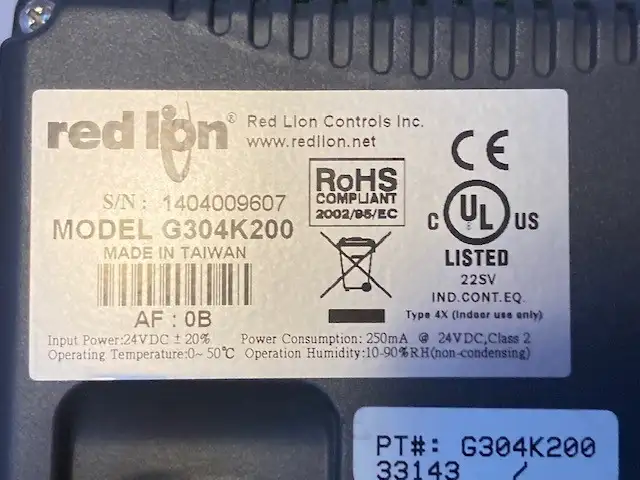 red lion® Red Lion Controls Inc.
www.redlion.net
S/N: 1404009607
MODEL G304K200
MADE IN TAIWAN
AF : 0B
RoHS
COMPLIANT
2002/95/EC
CE
C UL US
LISTED
22SV
IND.CONT.EQ.
Type 4X (Indoor use only)
Input Power:24VDC ± 20% Power Consumption: 250mA @ 24VDC,Class 2
Operating Temperature:0~ 50℃ Operation Humidity:10-90%RH(non-condensing)
PT#: G304K200
33143 /